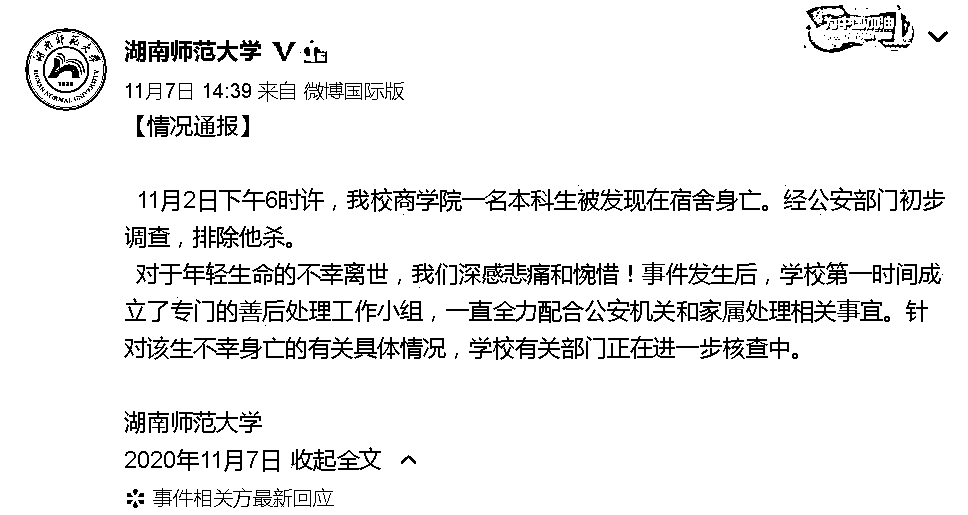 湖南师范大学
为中国加油
11月7日 14:39 来自 微博国际版
【情况通报】
11月2日下午6时许，我校商学院一名本科生被发现在宿舍身亡。经公安部门初步
调查，排除他杀。
对于年轻生命的不幸离世，我们深感悲痛和惋惜！事件发生后，学校第一时间成
立了专门的善后处理工作小组，一直全力配合公安机关和家属处理相关事宜。针
对该生不幸身亡的有关具体情况，学校有关部门正在进一步核查中。
湖南师范大学
2020年11月7日 收起全文
事件相关方最新回应
湖南师范大学
HUNAN NORMAL UNIVERSITY
1938